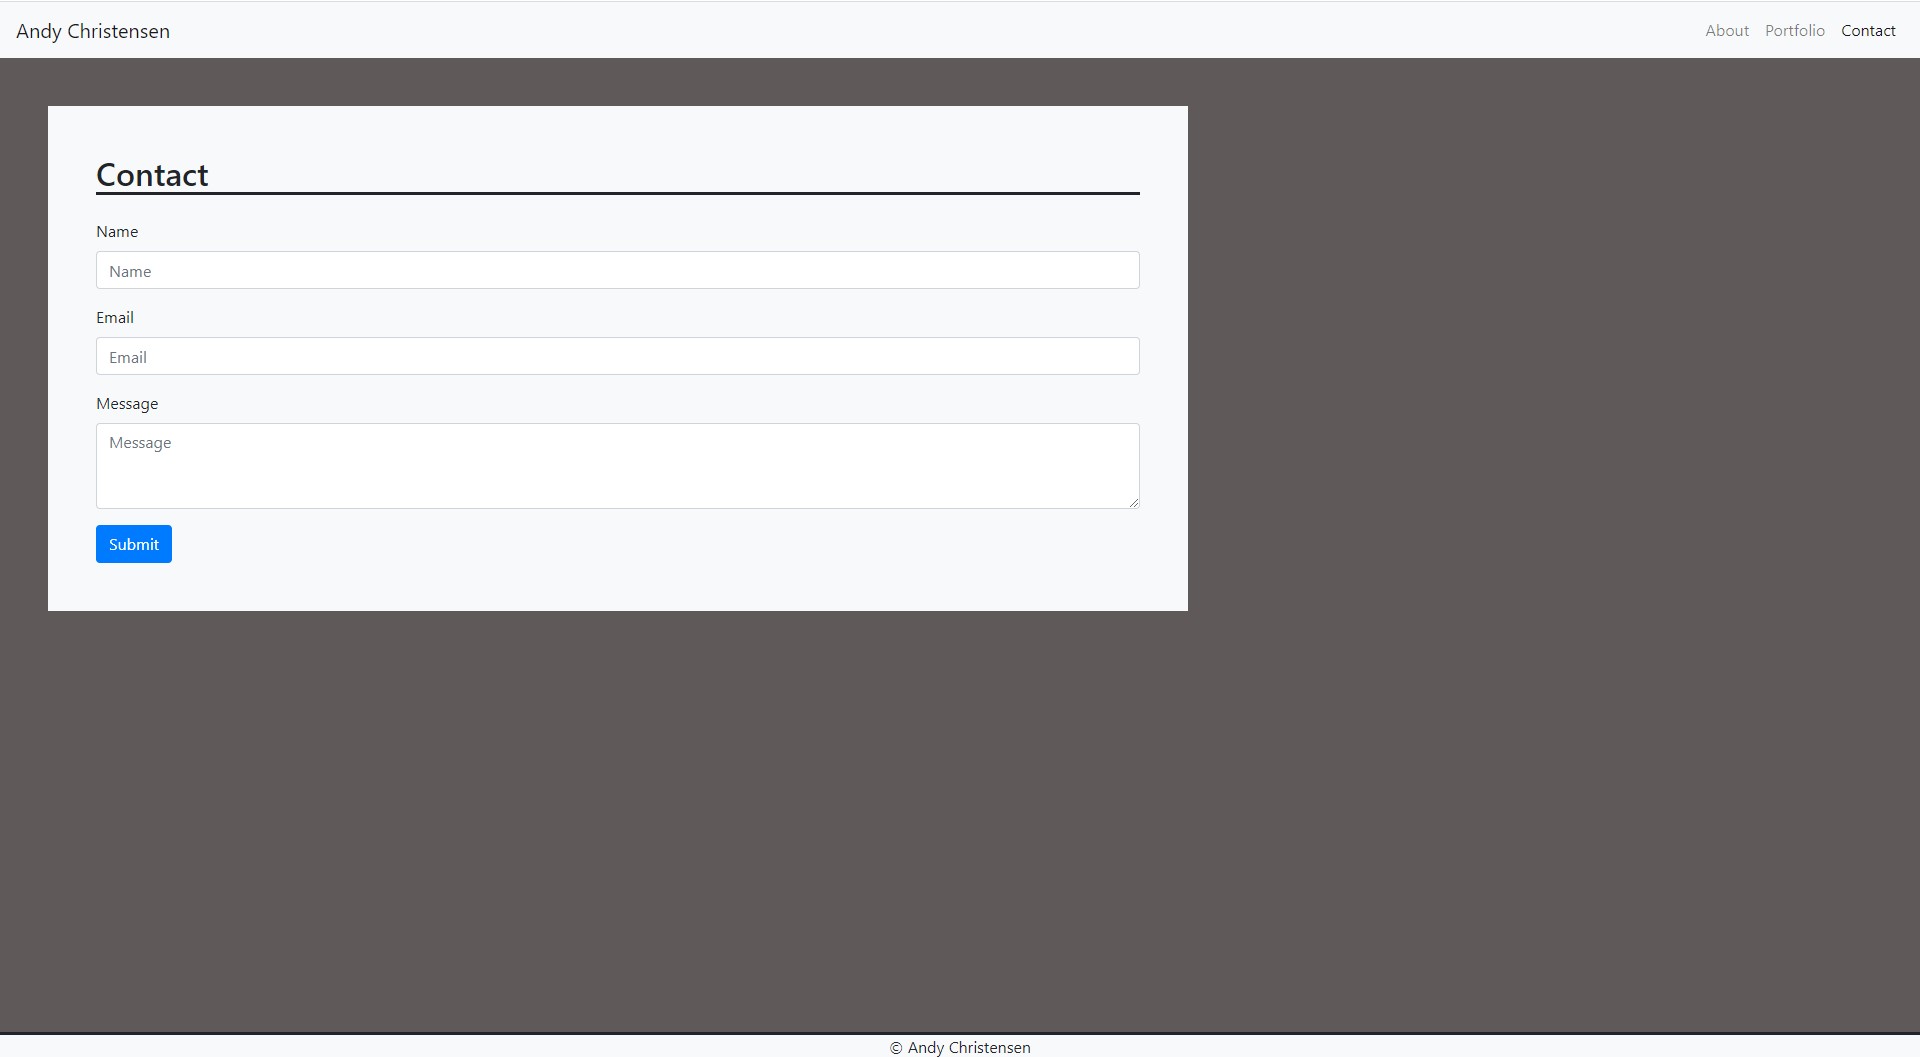 Andy Christensen
About Portfolio Contact
Contact
Name
Name
Email
Email
Message
Message
Submit
© Andy Christensen